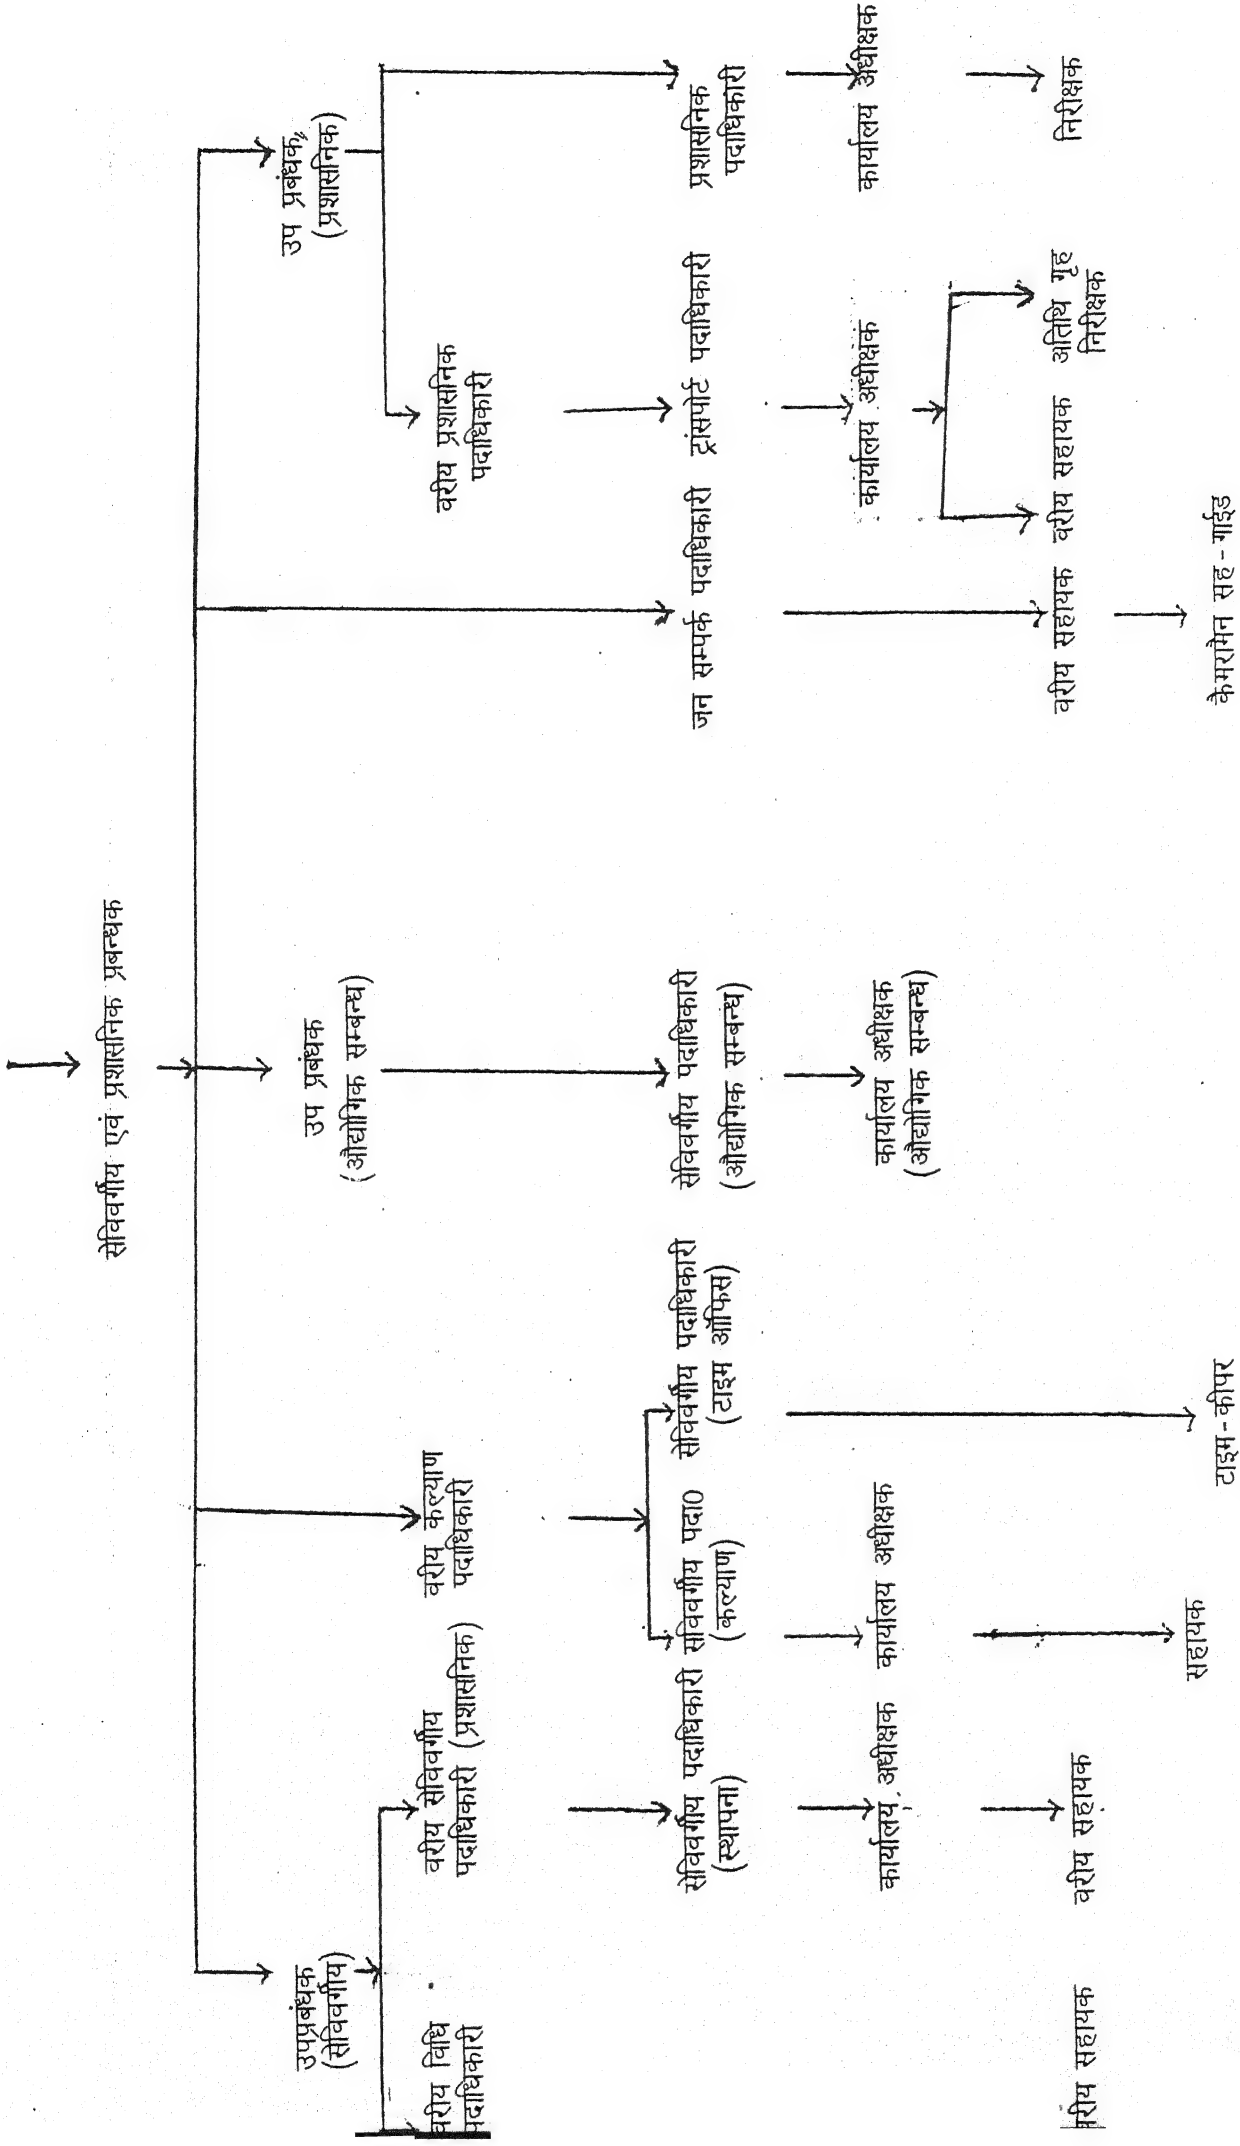 सेविवर्गीय एवं प्रशासनिक प्रबन्धक
उपप्रबंधक
(सेविवर्गीय)
उप प्रबंधक
(औद्योगिक सम्बन्ध)
उप प्रबंधक
(प्रशासनिक)
वरीय विधि
पदाधिकारी
वरीय सेविवर्गीय
पदाधिकारी (प्रशासनिक)
वरीय कल्याण
पदाधिकारी
वरीय प्रशासनिक
पदाधिकारी
सेविवर्गीय पदाधिकारी
(स्थापना)
सेविवर्गीय पदा0
(कल्याण)
सेविवर्गीय पदाधिकारी
(टाइम ऑफिस)
सेविवर्गीय पदाधिकारी
(औद्योगिक सम्बन्ध)
जन सम्पर्क पदाधिकारी
ट्रांसपोर्ट पदाधिकारी
प्रशासनिक
पदाधिकारी
कार्यालय अधीक्षक
कार्यालय अधीक्षक
कार्यालय अधीक्षक
(औद्योगिक सम्बन्ध)
कार्यालय अधीक्षक
कार्यालय अधीक्षक
वरीय सहायक
वरीय सहायक
वरीय सहायक
वरीय सहायक
अतिथि गृह
निरीक्षक
निरीक्षक
सहायक
टाइम-कीपर
कैमरामैन सह-गाईड